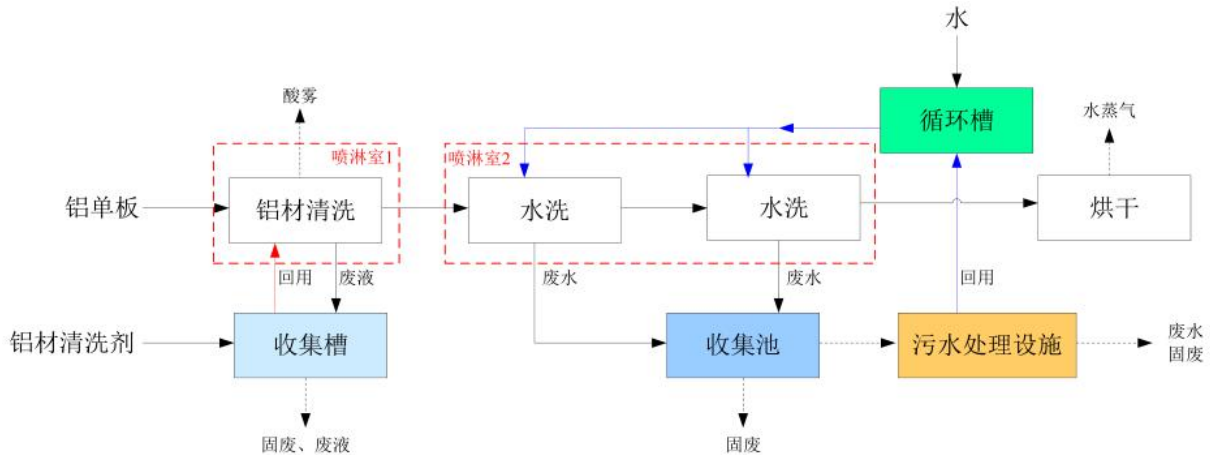 水
酸雾
循环槽
水蒸气
喷淋室1
喷淋室2
铝单板
铝材清洗
水洗
水洗
烘干
回用
废液
废水
废水
回用
铝材清洗剂
收集槽
收集池
污水处理设施
废水
固废
固废、废液
固废